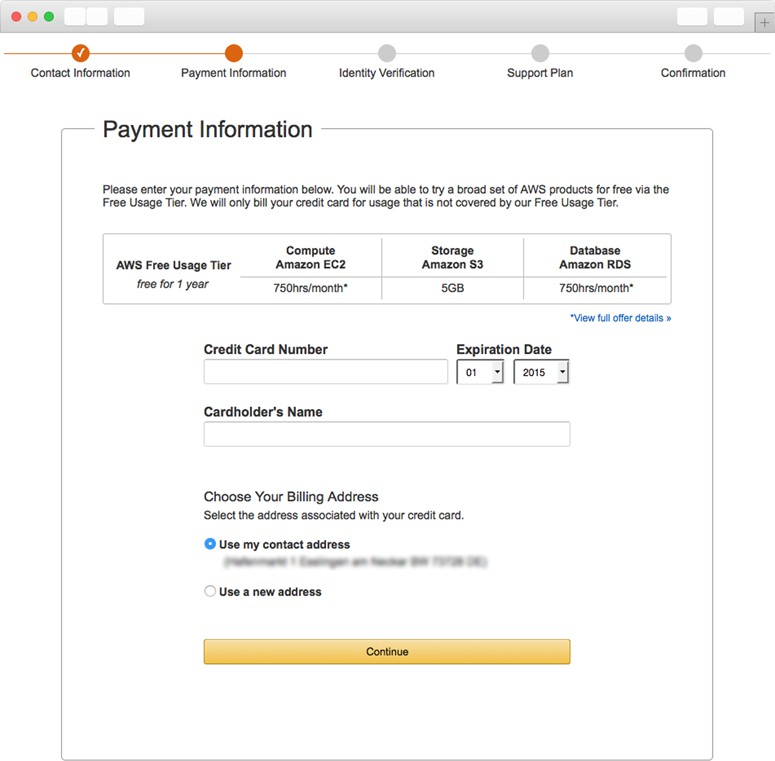 Contact Information
Payment Information
Identity Verification
Support Plan
Confirmation
Payment Information
Please enter your payment information below. You will be able to try a broad set of AWS products for free via the
Free Usage Tier. We will only bill your credit card for usage that is not covered by our Free Usage Tier.
AWS Free Usage Tier
free for 1 year
Compute
Amazon EC2
750hrs/month*
Storage
Amazon S3
5GB
Database
Amazon RDS
750hrs/month*
*View full offer details »
Credit Card Number
Expiration Date
01
2015
Cardholder's Name
Choose Your Billing Address
Select the address associated with your credit card.
Use my contact address
Use a new address
Continue